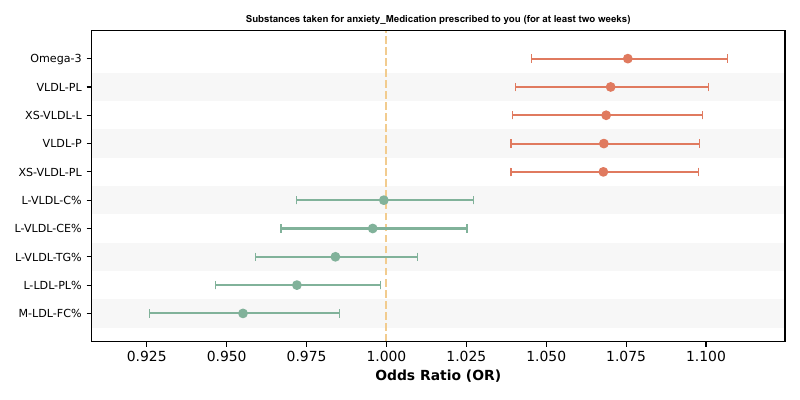 Substances taken for anxiety_Medication prescribed to you (for at least two weeks)
Omega-3
VLDL-PL
XS-VLDL-L
VLDL-P
XS-VLDL-PL
L-VLDL-C%
L-VLDL-CE%
L-VLDL-TG%
L-LDL-PL%
M-LDL-FC%
0.925 0.950 0.975 1.000 1.025 1.050 1.075 1.100
Odds Ratio (OR)